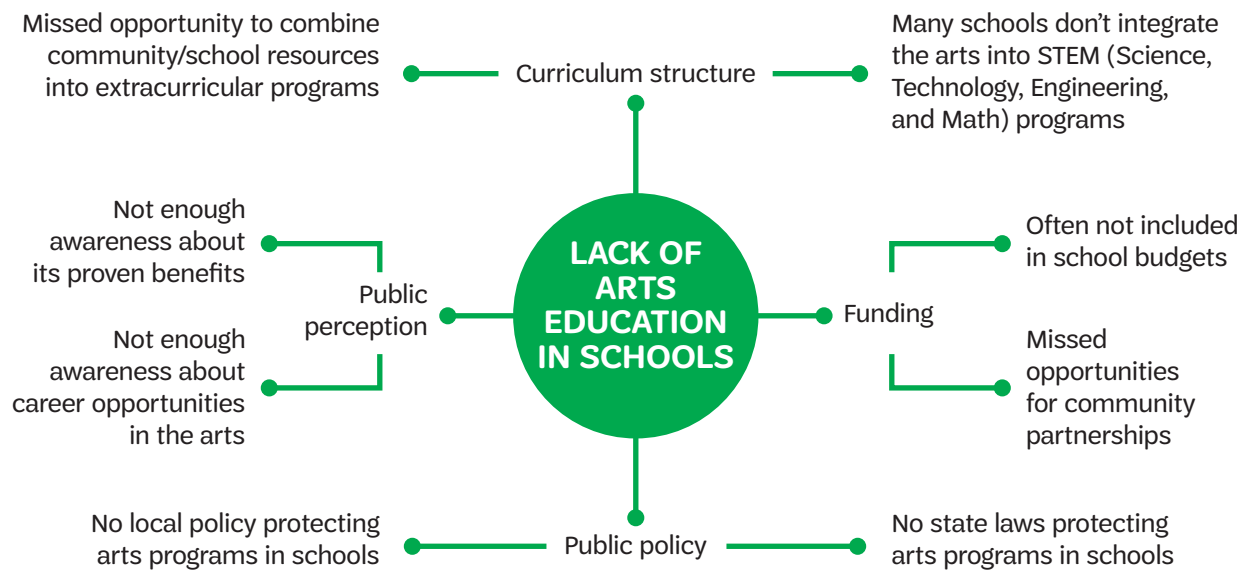 Missed opportunity to combine
community/school resources
into extracurricular programs
Curriculum structure
Many schools don’t integrate
the arts into STEM (Science,
Technology, Engineering,
and Math) programs
Not enough
awareness about
its proven benefits
Public
perception
Not enough
awareness about
career opportunities
in the arts
LACK OF
ARTS
EDUCATION
IN SCHOOLS
Funding
Often not included
in school budgets
Missed
opportunities
for community
partnerships
No local policy protecting
arts programs in schools
Public policy
No state laws protecting
arts programs in schools